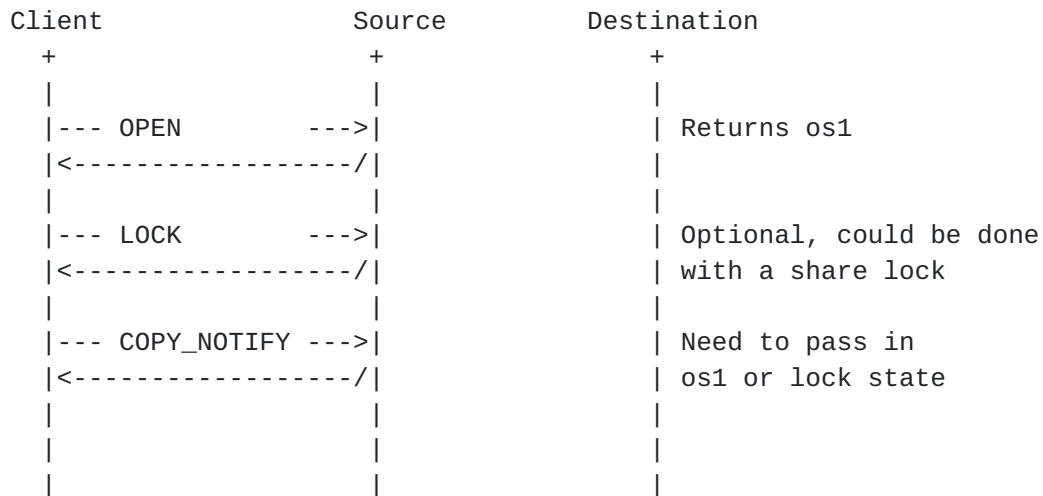 Client                Source         Destination
  +                    +                 +
  |                    |                 |
  |--- OPEN        --->|                 | Returns os1
  |<------------------/|                 |
  |                    |                 |
  |--- LOCK        --->|                 | Optional, could be done
  |<------------------/|                 | with a share lock
  |                    |                 |
  |--- COPY_NOTIFY --->|                 | Need to pass in
  |<------------------/|                 | os1 or lock state
  |                    |                 |
  |                    |                 |
  |                    |                 |